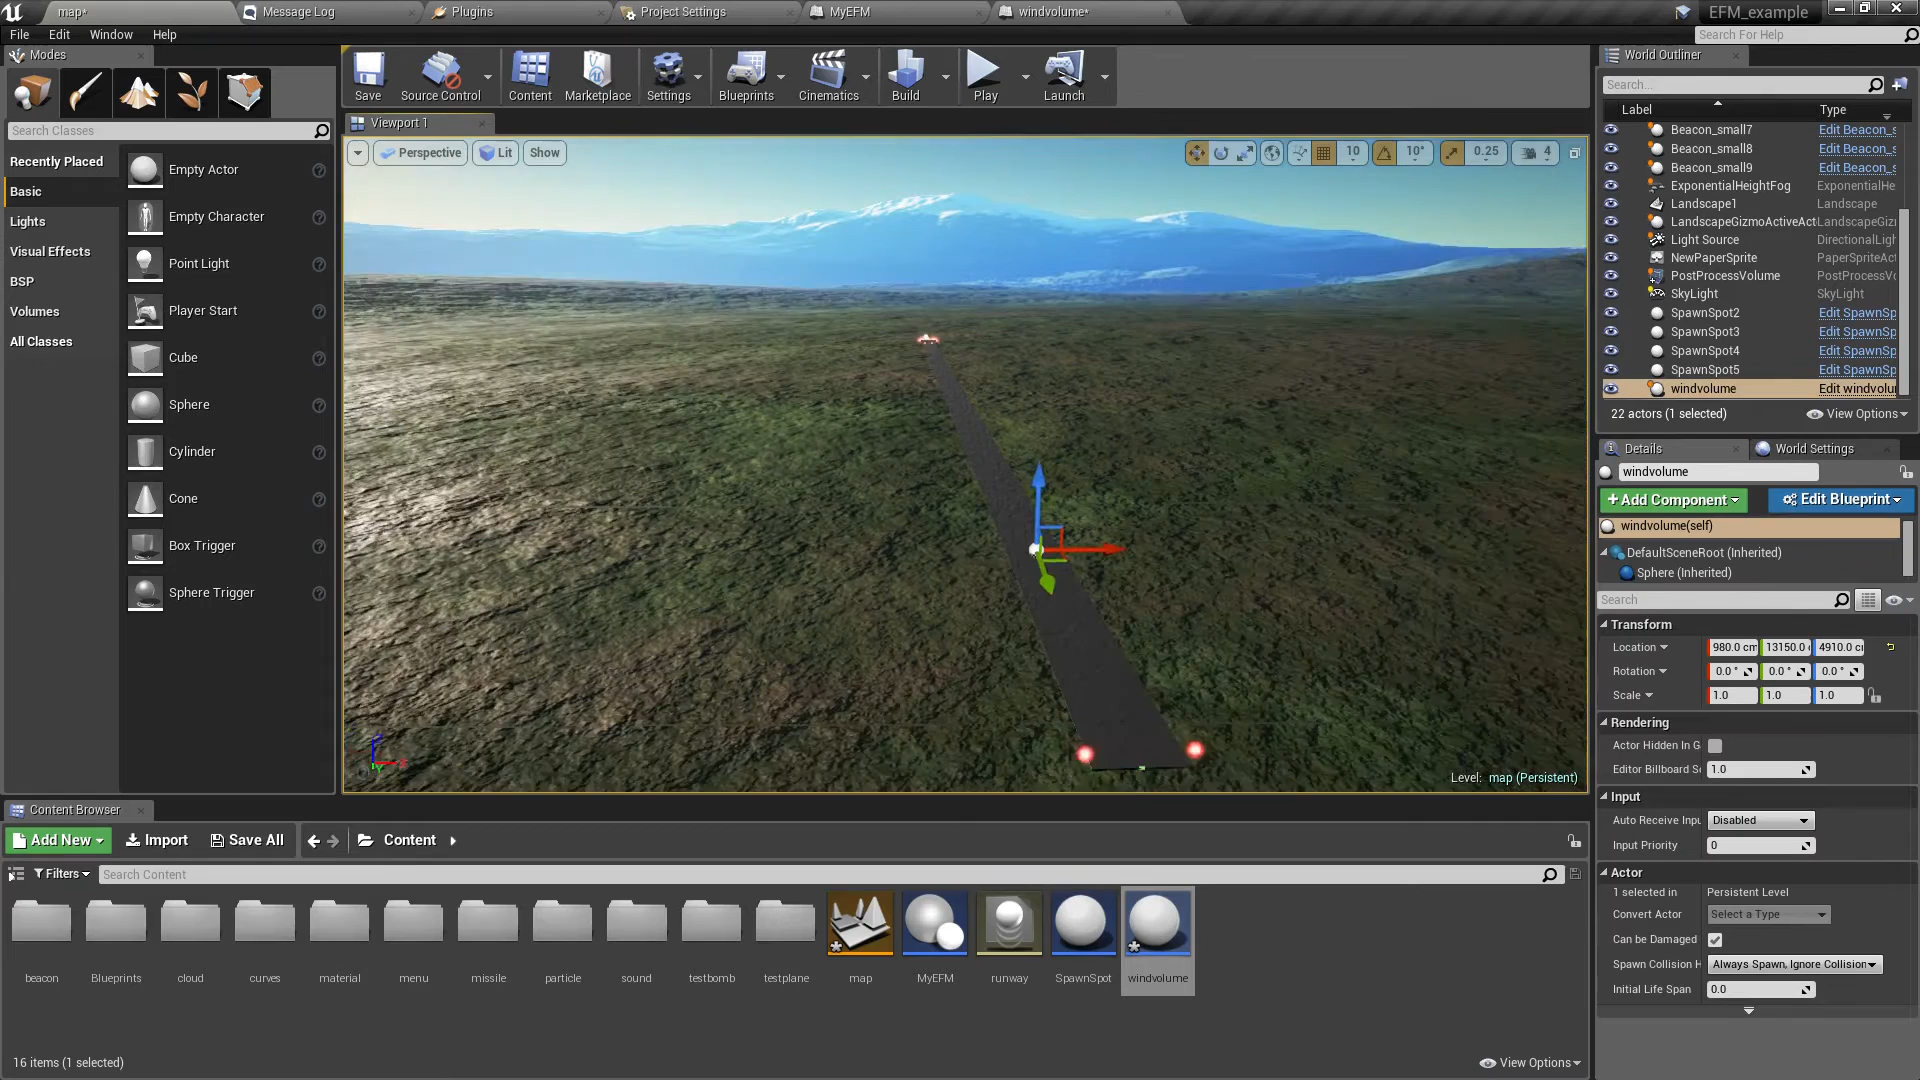 map*
Message Log
Plugins
Project Settings
MyEFM
windvolume*
EFM_example
File
Edit
Window
Help
Search For Help
Modes
Search Classes
Recently Placed
Basic
Lights
Visual Effects
BSP
Volumes
All Classes
Empty Actor
Empty Character
Point Light
Player Start
Cube
Sphere
Cylinder
Cone
Box Trigger
Sphere Trigger
Save
Source Control
Content
Marketplace
Settings
Blueprints
Cinematics
Build
Play
Launch
Viewport 1
Perspective
Lit
Show
10
10°
0.25
4
Level: map (Persistent)
World Outliner
Search...
Label
Type
Beacon_small7 Edit Beacon_s
Beacon_small8 Edit Beacon_s
Beacon_small9 Edit Beacon_s
ExponentialHeightFog ExponentialHe
Landscape1 Landscape
LandscapeGizmoActiveAct LandscapeGiz
Light Source DirectionalLigh
NewPaperSprite PaperSpriteAc
PostProcessVolume PostProcessVo
SkyLight SkyLight
SpawnSpot2 Edit SpawnSp
SpawnSpot3 Edit SpawnSp
SpawnSpot4 Edit SpawnSp
SpawnSpot5 Edit SpawnSp
windvolume Edit windvolu
22 actors (1 selected)
View Options
Details
World Settings
windvolume
Add Component
Edit Blueprint
windvolume(self)
DefaultSceneRoot (Inherited)
Sphere (Inherited)
Search
Transform
Location 980.0 cm 13150.0 4910.0 c
Rotation 0.0 ° 0.0 ° 0.0 °
Scale 1.0 1.0 1.0
Rendering
Actor Hidden In G
Editor Billboard Sc 1.0
Input
Auto Receive Inpu Disabled
Input Priority 0
Actor
1 selected in Persistent Level
Convert Actor Select a Type
Can be Damaged
Spawn Collision H Always Spawn, Ignore Collision
Initial Life Span 0.0
Content Browser
Add New
Import
Save All
Content
Filters
Search Content
beacon
Blueprints
cloud
curves
material
menu
missile
particle
sound
testbomb
testplane
map
MyEFM
runway
SpawnSpot
windvolume
16 items (1 selected)
View Options